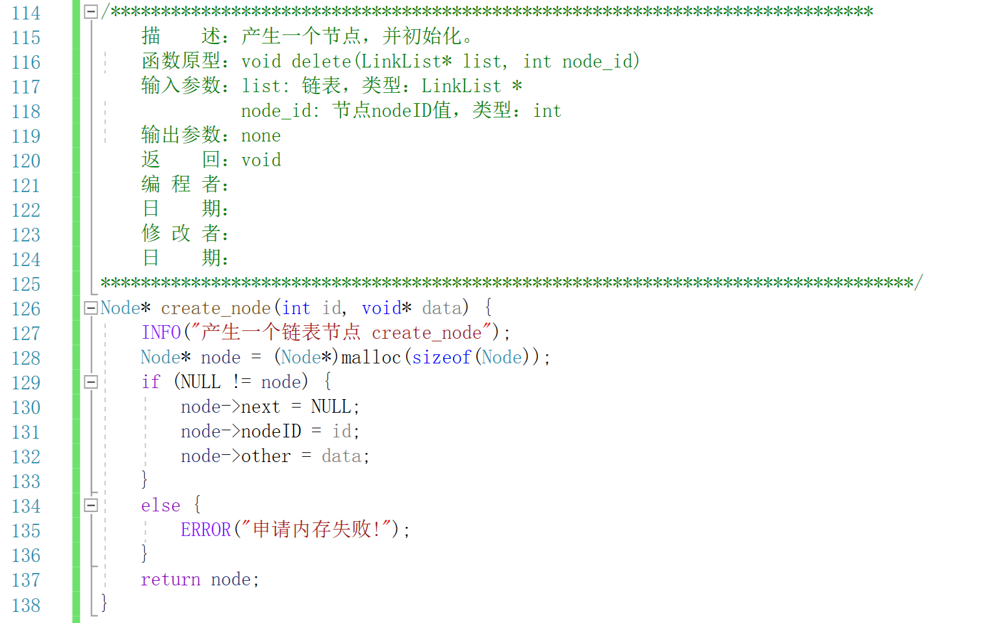 114 /******************************************************************************
115     描    述：产生一个节点，并初始化。
116     函数原型：void delete(LinkList* list, int node_id)
117     输入参数：list: 链表，类型：LinkList *
118               node_id: 节点nodeID值，类型：int
119     输出参数：none
120     返    回：void
121     编 程 者：
122     日    期：
123     修 改 者：
124     日    期：
125 *********************************************************************************/
126 Node* create_node(int id, void* data) {
127     INFO("产生一个链表节点 create_node");
128     Node* node = (Node*)malloc(sizeof(Node));
129     if (NULL != node) {
130         node->next = NULL;
131         node->nodeID = id;
132         node->other = data;
133     }
134     else {
135         ERROR("申请内存失败!");
136     }
137     return node;
138 }